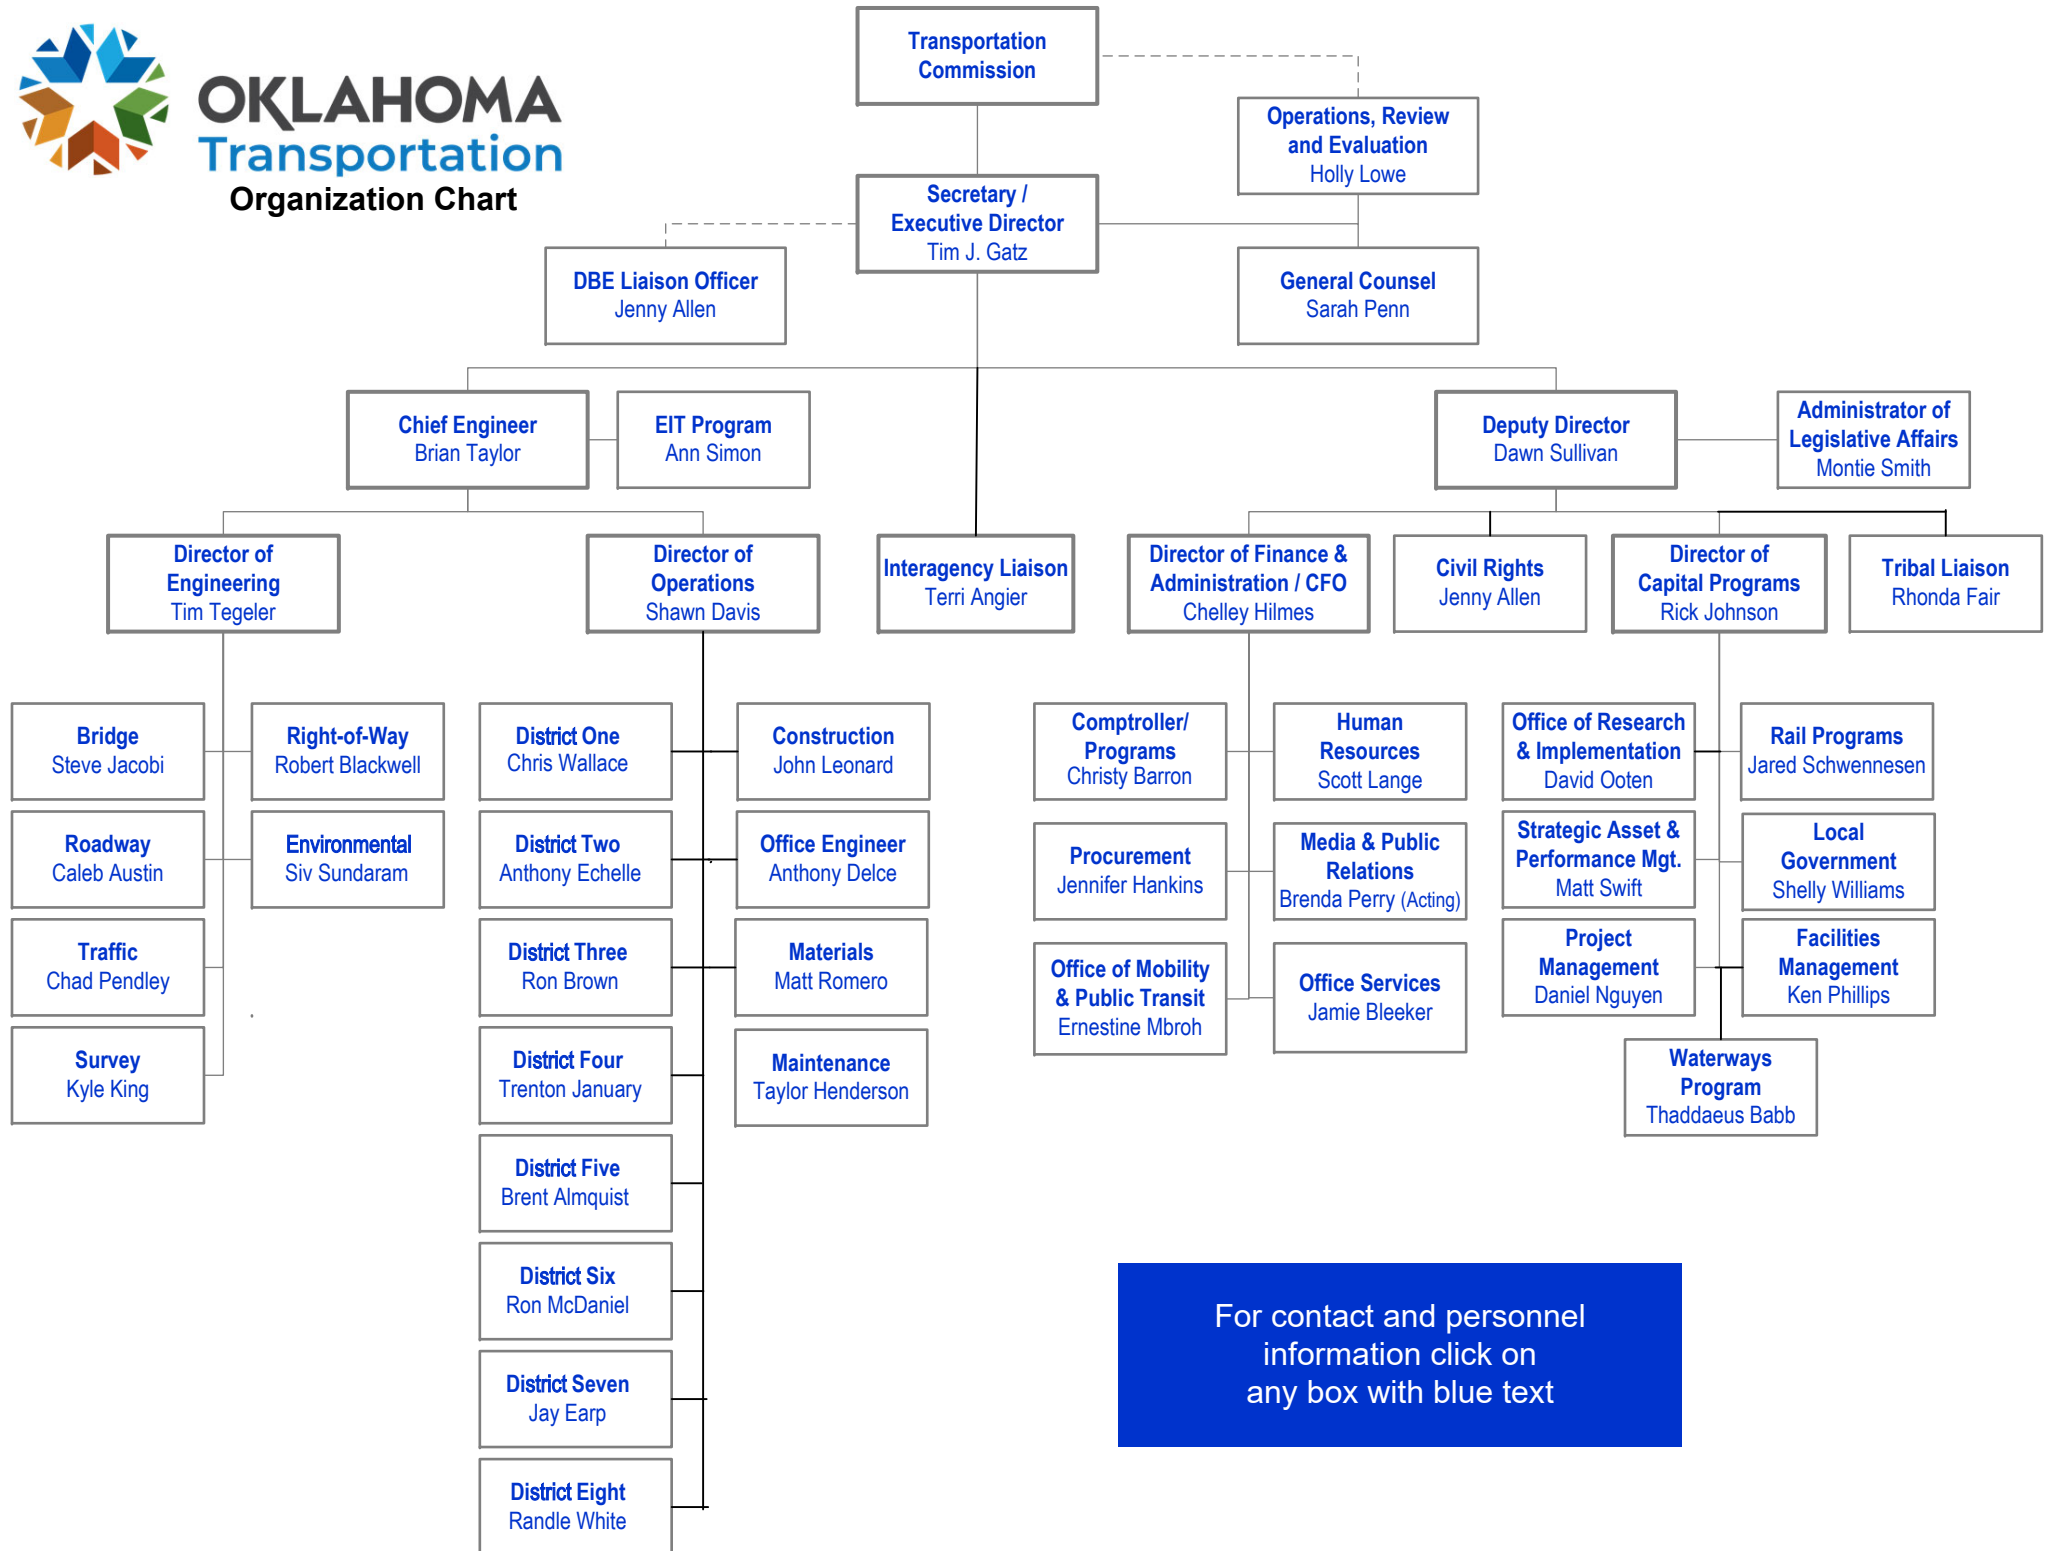 OKLAHOMA
Transportation
Organization Chart
Transportation
Commission
Operations, Review
and Evaluation
Holly Lowe
Secretary /
Executive Director
Tim J. Gatz
DBE Liaison Officer
Jenny Allen
General Counsel
Sarah Penn
Chief Engineer
Brian Taylor
EIT Program
Ann Simon
Deputy Director
Dawn Sullivan
Administrator of
Legislative Affairs
Montie Smith
Director of
Engineering
Tim Tegeler
Director of
Operations
Shawn Davis
Interagency Liaison
Terri Angier
Director of Finance &
Administration / CFO
Chelley Hilmes
Civil Rights
Jenny Allen
Director of
Capital Programs
Rick Johnson
Tribal Liaison
Rhonda Fair
Bridge
Steve Jacobi
Right-of-Way
Robert Blackwell
Roadway
Caleb Austin
Environmental
Siv Sundaram
Traffic
Chad Pendley
Survey
Kyle King
District One
Chris Wallace
Construction
John Leonard
District Two
Anthony Echelle
Office Engineer
Anthony Delce
District Three
Ron Brown
Materials
Matt Romero
District Four
Trenton January
Maintenance
Taylor Henderson
District Five
Brent Almquist
District Six
Ron McDaniel
District Seven
Jay Earp
District Eight
Randle White
Comptroller/
Programs
Christy Barron
Human
Resources
Scott Lange
Procurement
Jennifer Hankins
Media & Public
Relations
Brenda Perry (Acting)
Office of Mobility
& Public Transit
Ernestine Mbroh
Office Services
Jamie Bleeker
Office of Research
& Implementation
David Ooten
Rail Programs
Jared Schwennesen
Strategic Asset &
Performance Mgt.
Matt Swift
Local
Government
Shelly Williams
Project
Management
Daniel Nguyen
Facilities
Management
Ken Phillips
Waterways
Program
Thaddaeus Babb
For contact and personnel
information click on
any box with blue text